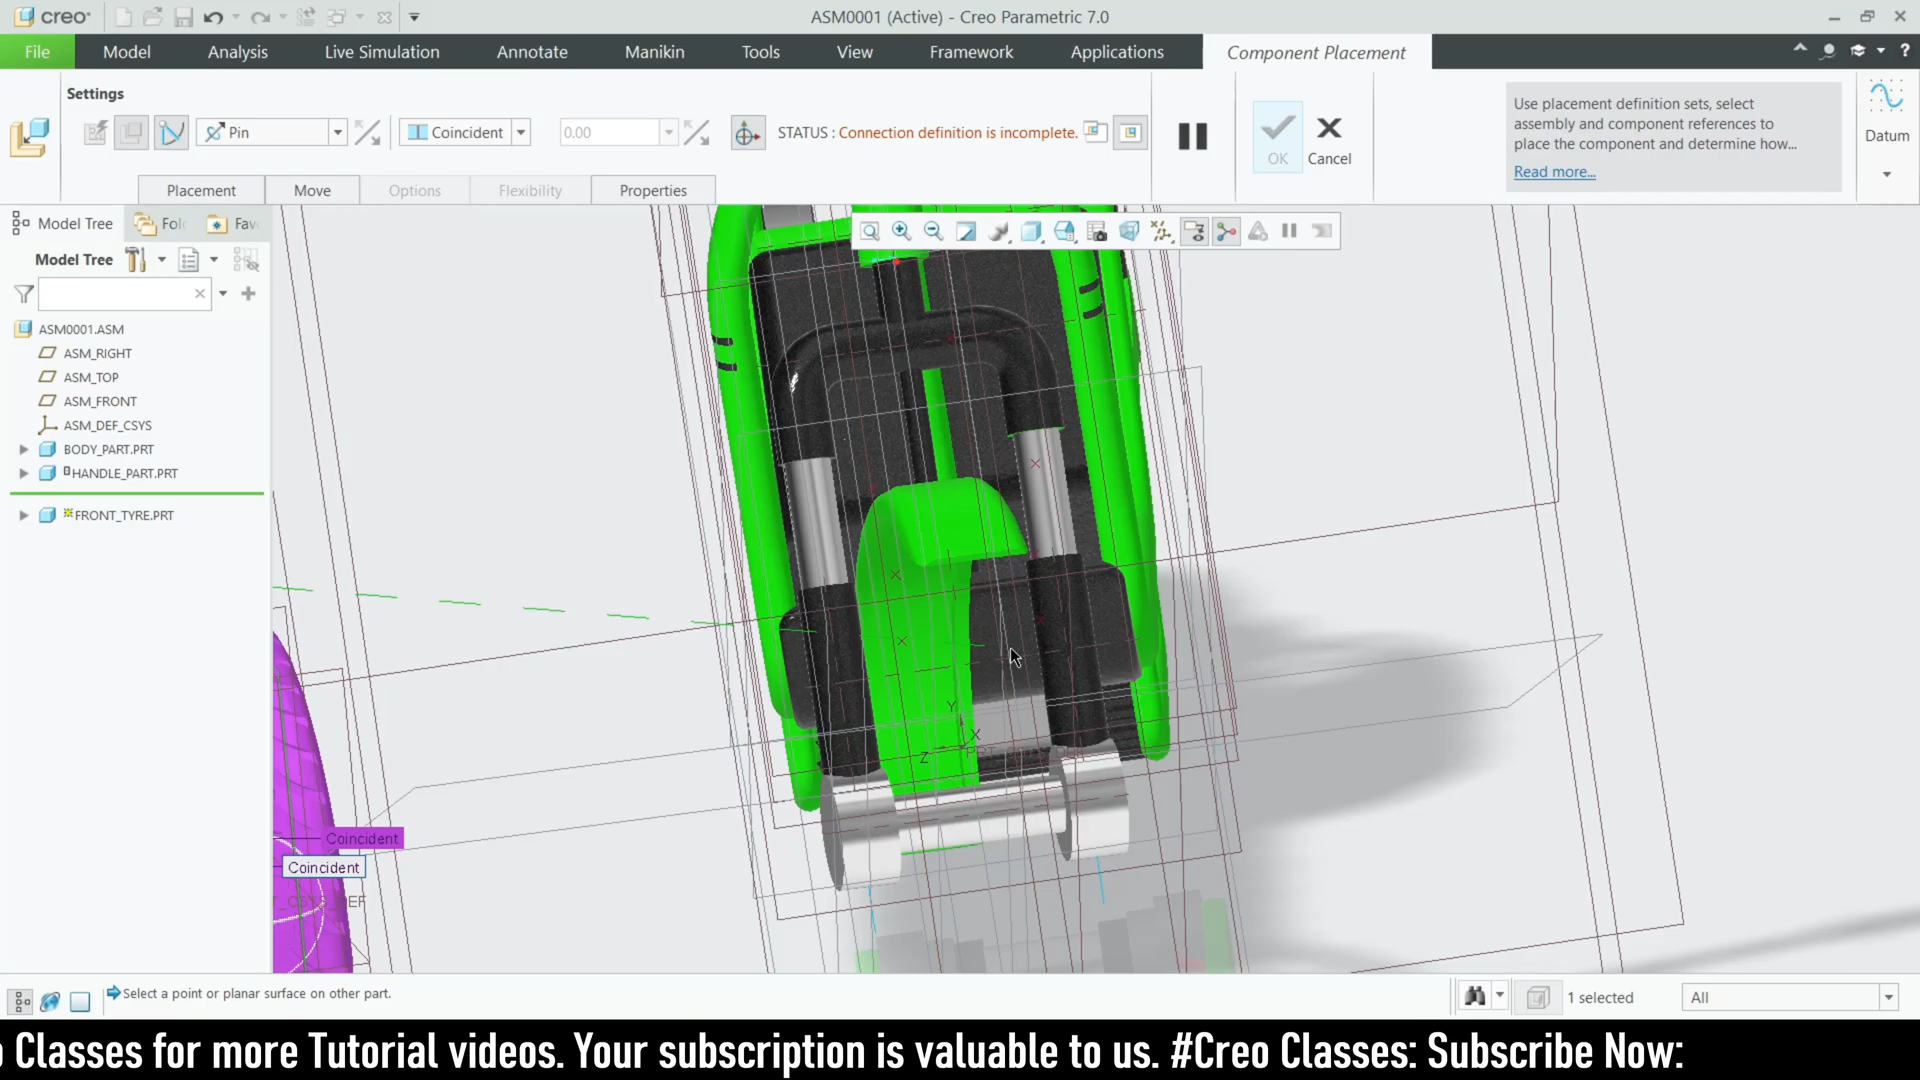 creo
ASM0001 (Active) - Creo Parametric 7.0
File
Model
Analysis
Live Simulation
Annotate
Manikin
Tools
View
Framework
Applications
Component Placement
Settings
Pin
Coincident
0.00
STATUS : Connection definition is incomplete.
OK
Cancel
Use placement definition sets, select
assembly and component references to
place the component and determine how...
Read more...
Datum
Placement
Move
Options
Flexibility
Properties
Model Tree
Fol
Fav
Model Tree
ASM0001.ASM
ASM_RIGHT
ASM_TOP
ASM_FRONT
ASM_DEF_CSYS
BODY_PART.PRT
HANDLE_PART.PRT
FRONT_TYRE.PRT
Y
X
Z
Coincident
Coincident
Select a point or planar surface on other part.
1 selected
All
Classes for more Tutorial videos. Your subscription is valuable to us. #Creo Classes: Subscribe Now: